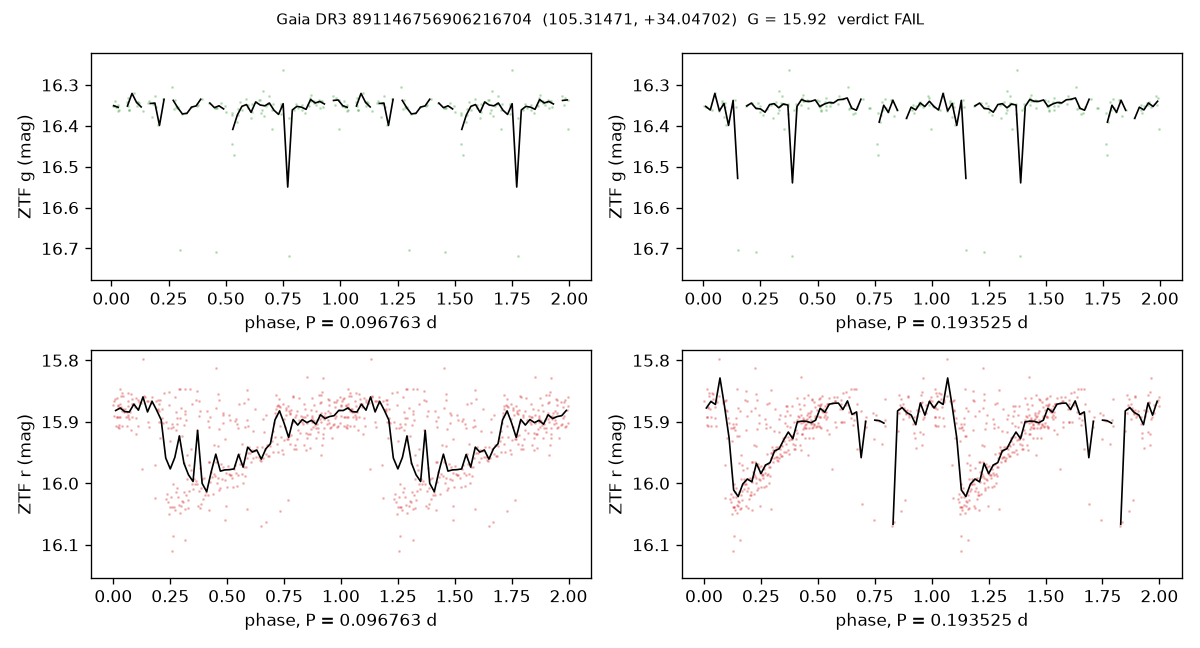 Gaia DR3 891146756906216704  (105.31471, +34.04702)  G = 15.92  verdict FAIL
ZTF g (mag)
16.3
16.4
16.5
16.6
16.7
0.00 0.25 0.50 0.75 1.00 1.25 1.50 1.75 2.00
phase, P = 0.096763 d
ZTF g (mag)
16.3
16.4
16.5
16.6
16.7
0.00 0.25 0.50 0.75 1.00 1.25 1.50 1.75 2.00
phase, P = 0.193525 d
ZTF r (mag)
15.8
15.9
16.0
16.1
0.00 0.25 0.50 0.75 1.00 1.25 1.50 1.75 2.00
phase, P = 0.096763 d
ZTF r (mag)
15.8
15.9
16.0
16.1
0.00 0.25 0.50 0.75 1.00 1.25 1.50 1.75 2.00
phase, P = 0.193525 d